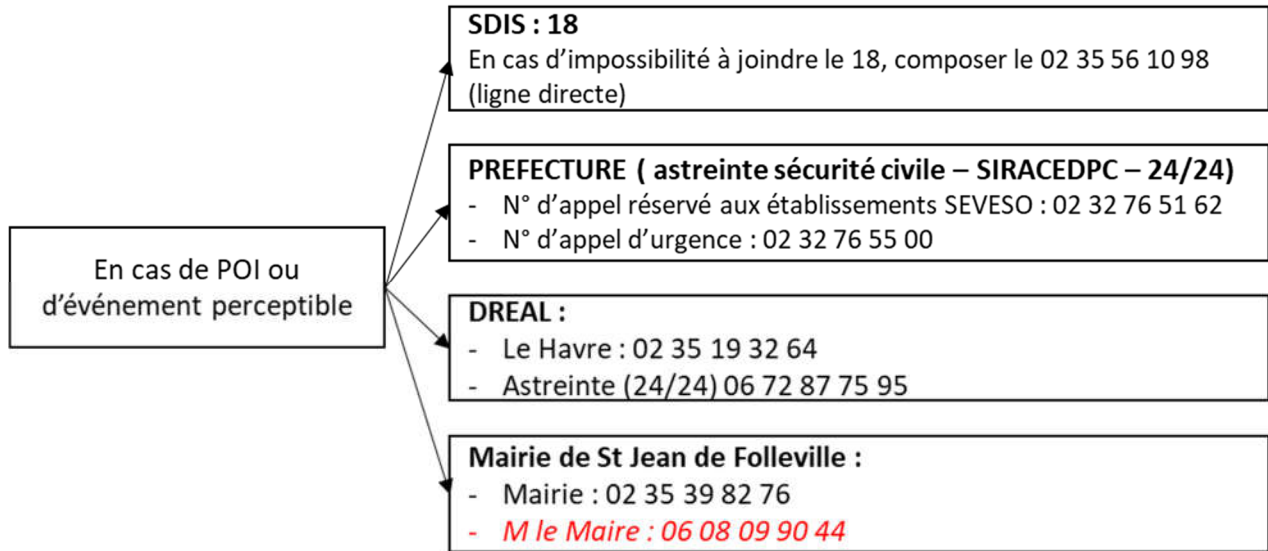 SDIS : 18
En cas d’impossibilité à joindre le 18, composer le 02 35 56 10 98
(ligne directe)
PREFECTURE ( astreinte sécurité civile – SIRACEDPC – 24/24)
- N° d’appel réservé aux établissements SEVESO : 02 32 76 51 62
- N° d’appel d’urgence : 02 32 76 55 00
En cas de POI ou
d’événement perceptible
DREAL :
- Le Havre : 02 35 19 32 64
- Astreinte (24/24) 06 72 87 75 95
Mairie de St Jean de Folleville :
- Mairie : 02 35 39 82 76
- M le Maire : 06 08 09 90 44